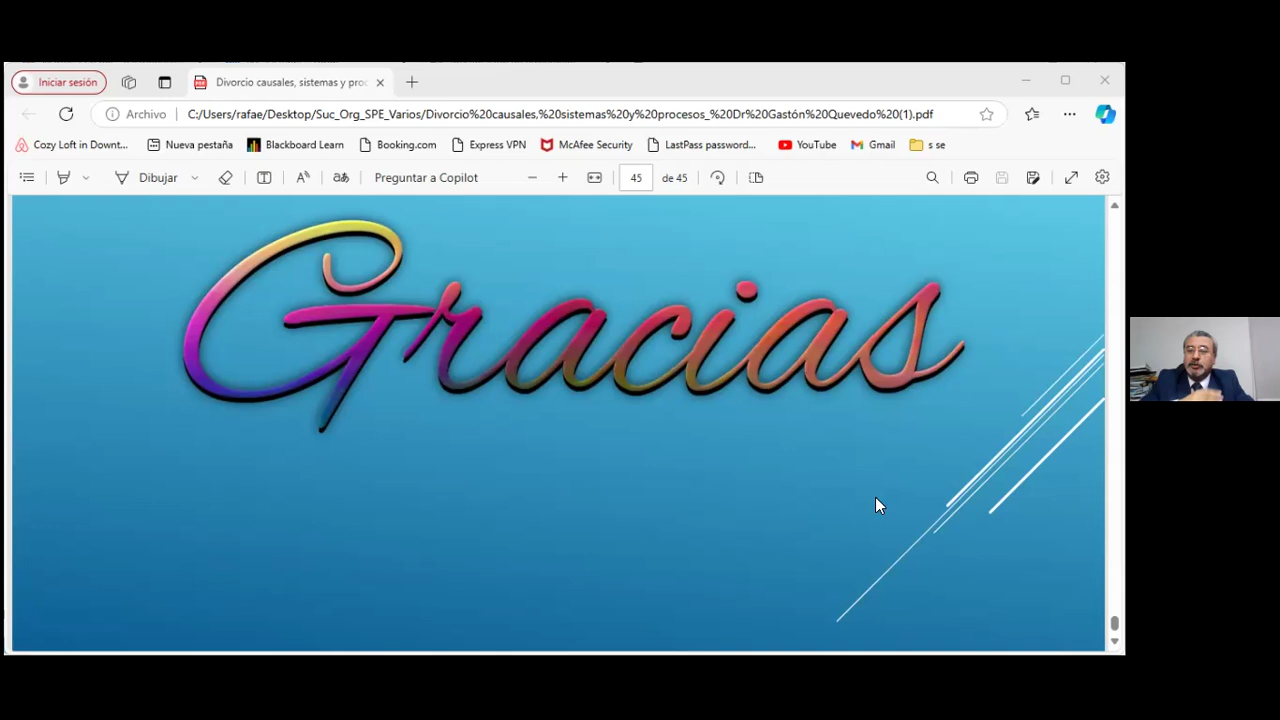 Iniciar sesión
Divorcio causales, sistemas y proc
Archivo
C:/Users/rafae/Desktop/Suc_Org_SPE_Varios/Divorcio%20causales,%20sistemas%20y%20procesos_%20Dr%20Gastón%20Quevedo%20(1).pdf
Cozy Loft in Downt... Nueva pestaña Blackboard Learn Booking.com Express VPN McAfee Security LastPass password... YouTube Gmail s se
Dibujar Preguntar a Copilot 45 de 45
Gracias